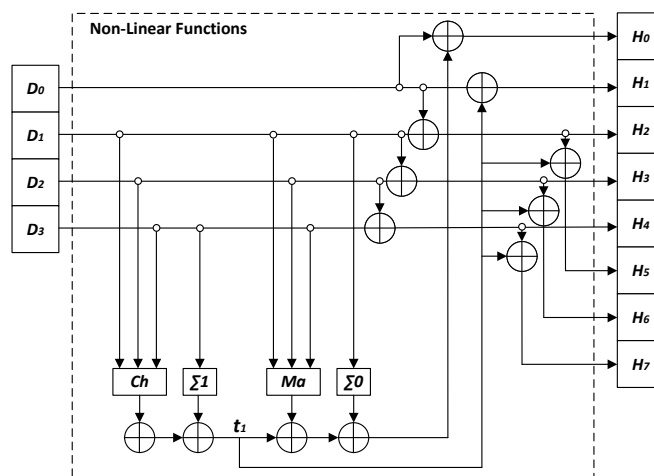 Non-Linear Functions
D0
D1
D2
D3
H0
H1
H2
H3
H4
H5
H6
H7
Ch
∑1
Ma
∑0
t1